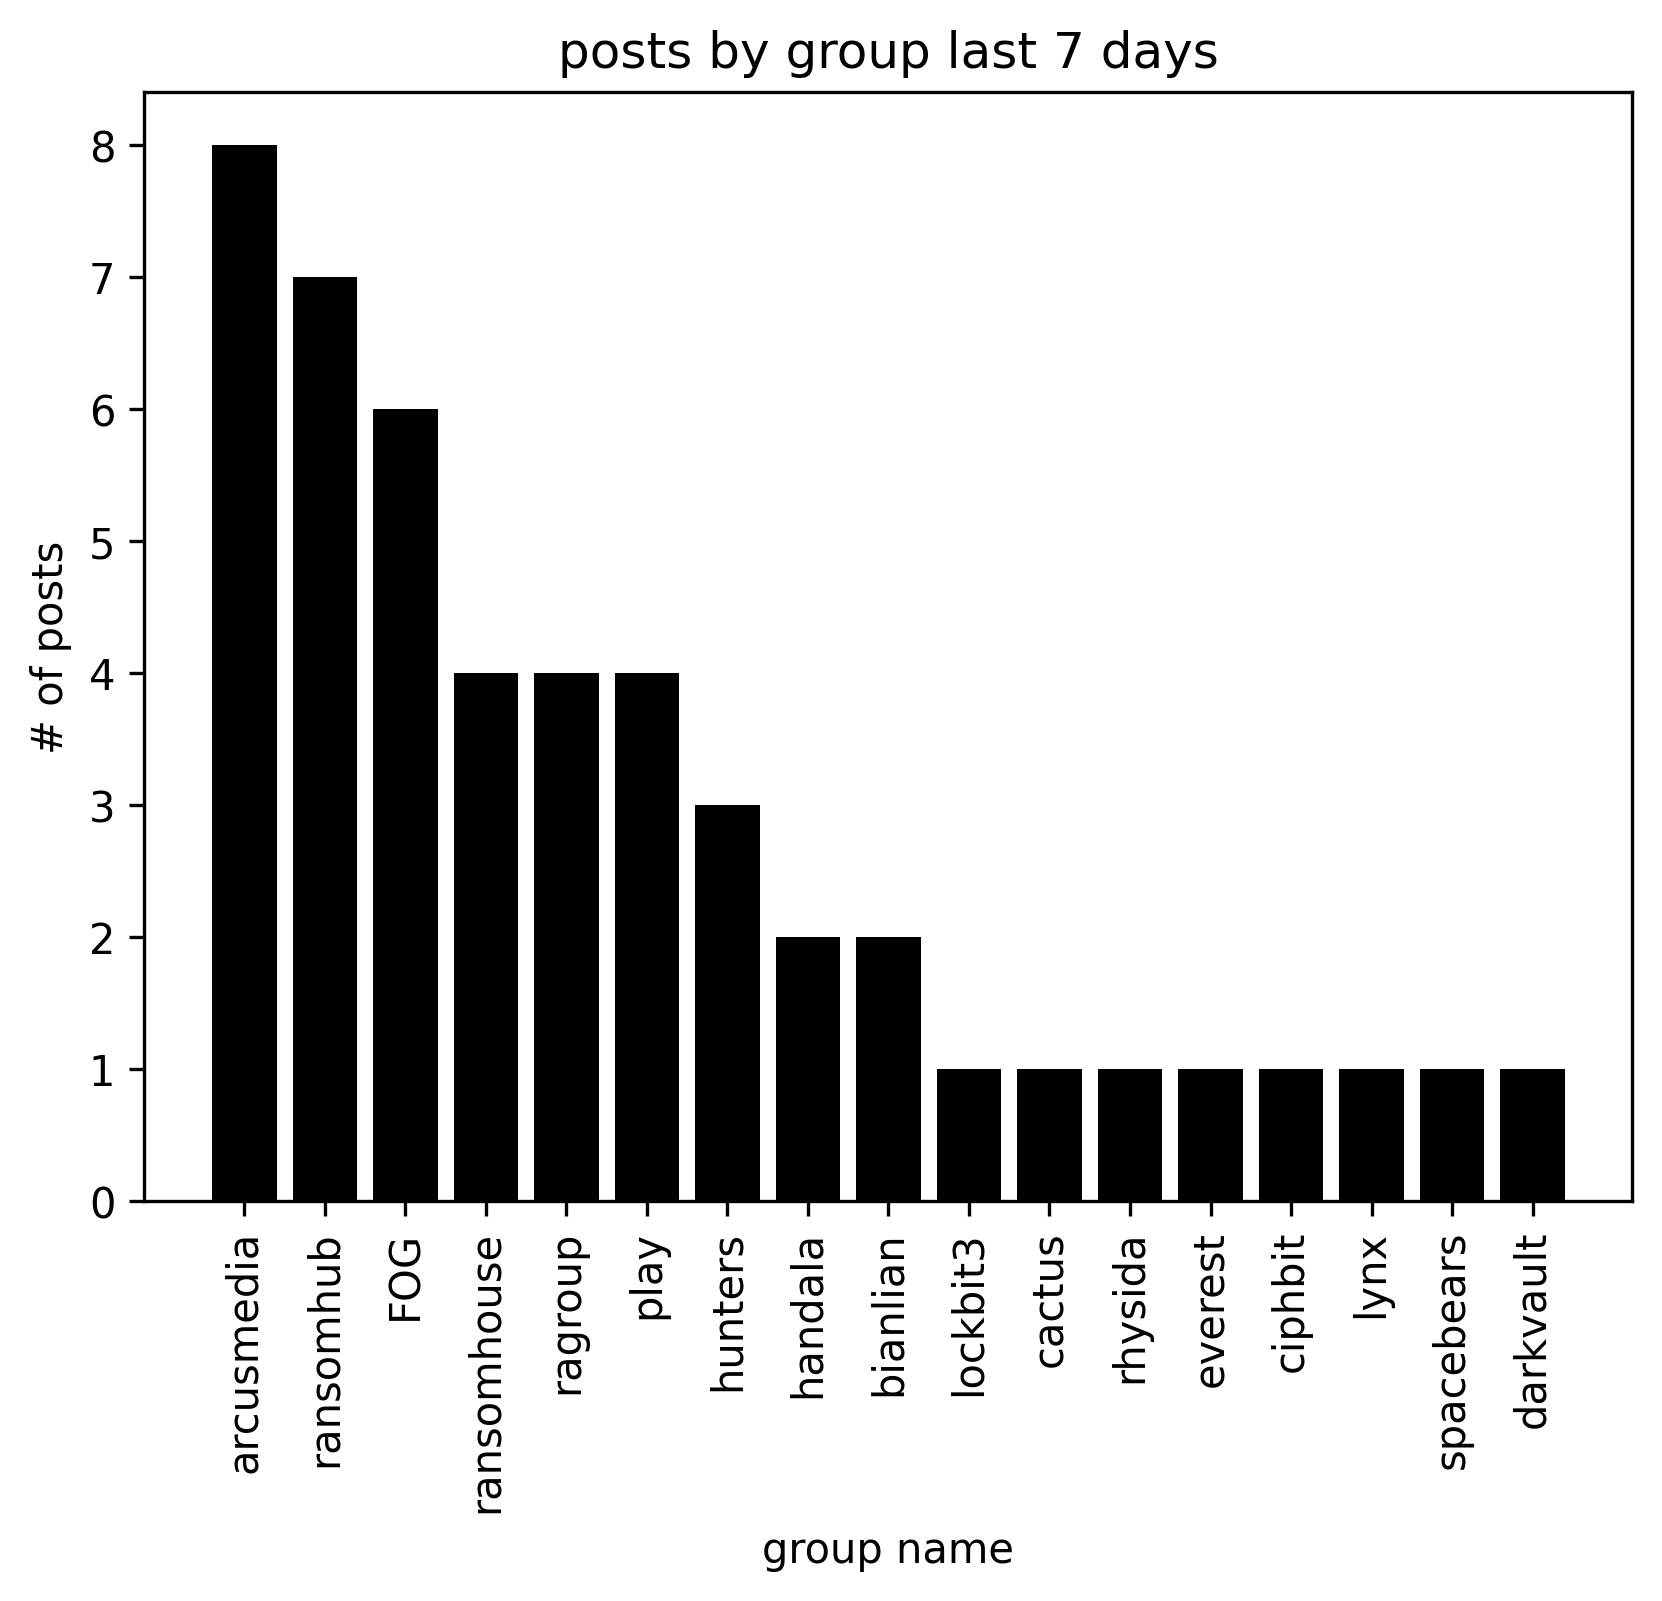 posts by group last 7 days
# of posts
8
7
6
5
4
3
2
1
0
arcusmedia
ransomhub
FOG
ransomhouse
ragroup
play
hunters
handala
bianlian
lockbit3
cactus
rhysida
everest
ciphbit
lynx
spacebears
darkvault
group name